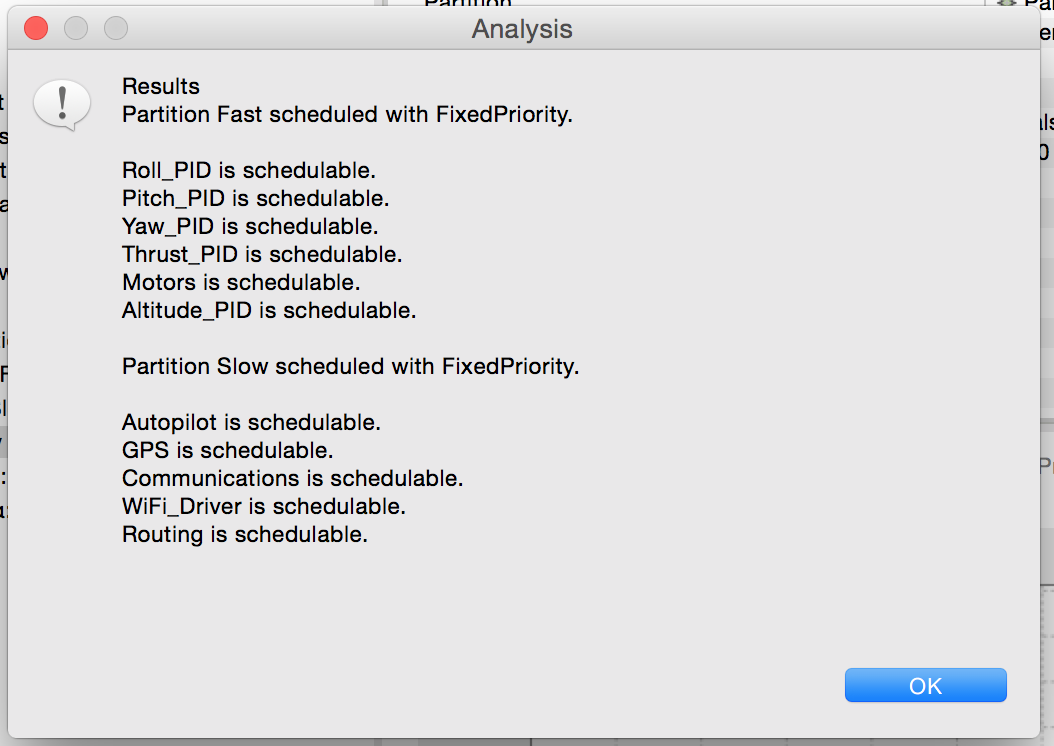 Partition
Analysis
Results
Partition Fast scheduled with FixedPriority.
Roll_PID is schedulable.
Pitch_PID is schedulable.
Yaw_PID is schedulable.
Thrust_PID is schedulable.
Motors is schedulable.
Altitude_PID is schedulable.
Partition Slow scheduled with FixedPriority.
Autopilot is schedulable.
GPS is schedulable.
Communications is schedulable.
WiFi_Driver is schedulable.
Routing is schedulable.
OK